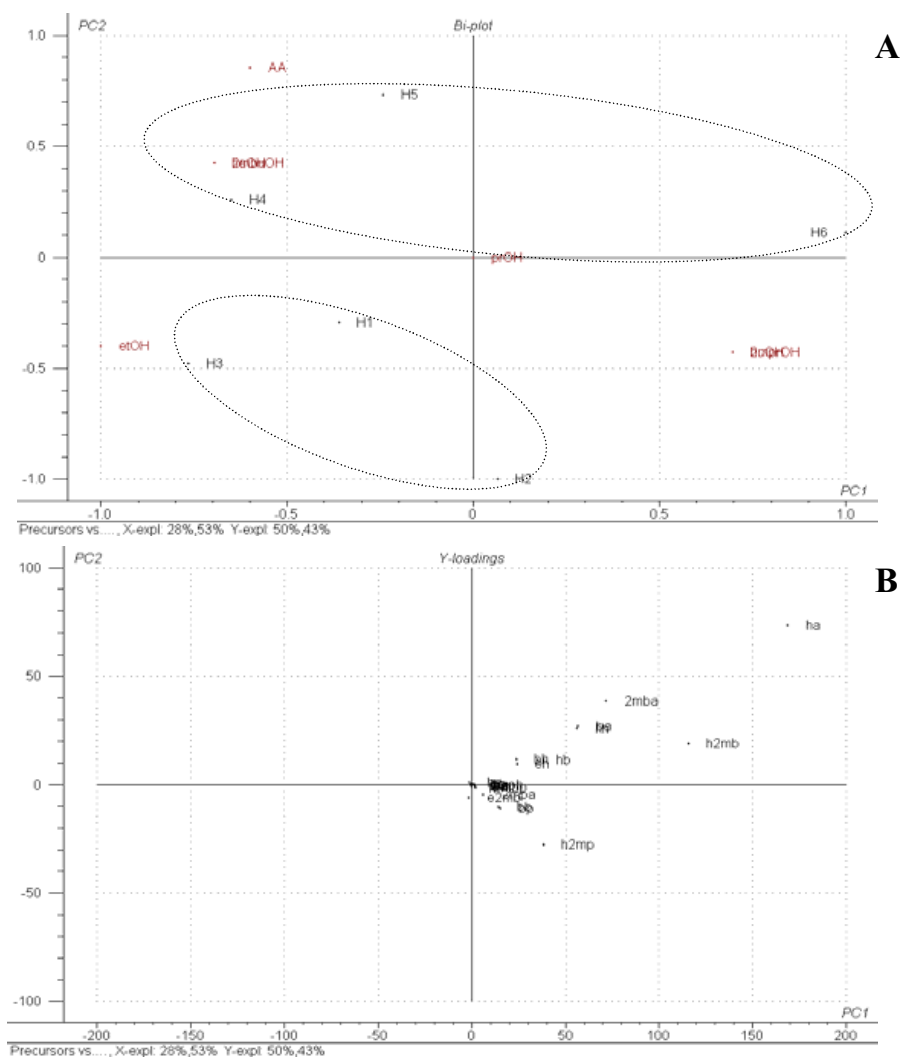 PC2
Bi-plot
A
1.0
AA
H5
0.5
H4
H6
0
prOH
H1
etOH
H3
-0.5
-1.0
H2
PC1
-1.0 -0.5 0 0.5 1.0
Precursors vs...., X-expl: 28%,53% Y-expl: 50%,43%
PC2
Y-loadings
B
100
ha
50
2mba
h2mb
hb
eh
0
e2mb
h2mp
-50
-100
PC1
-200 -150 -100 -50 0 50 100 150 200
Precursors vs...., X-expl: 28%,53% Y-expl: 50%,43%